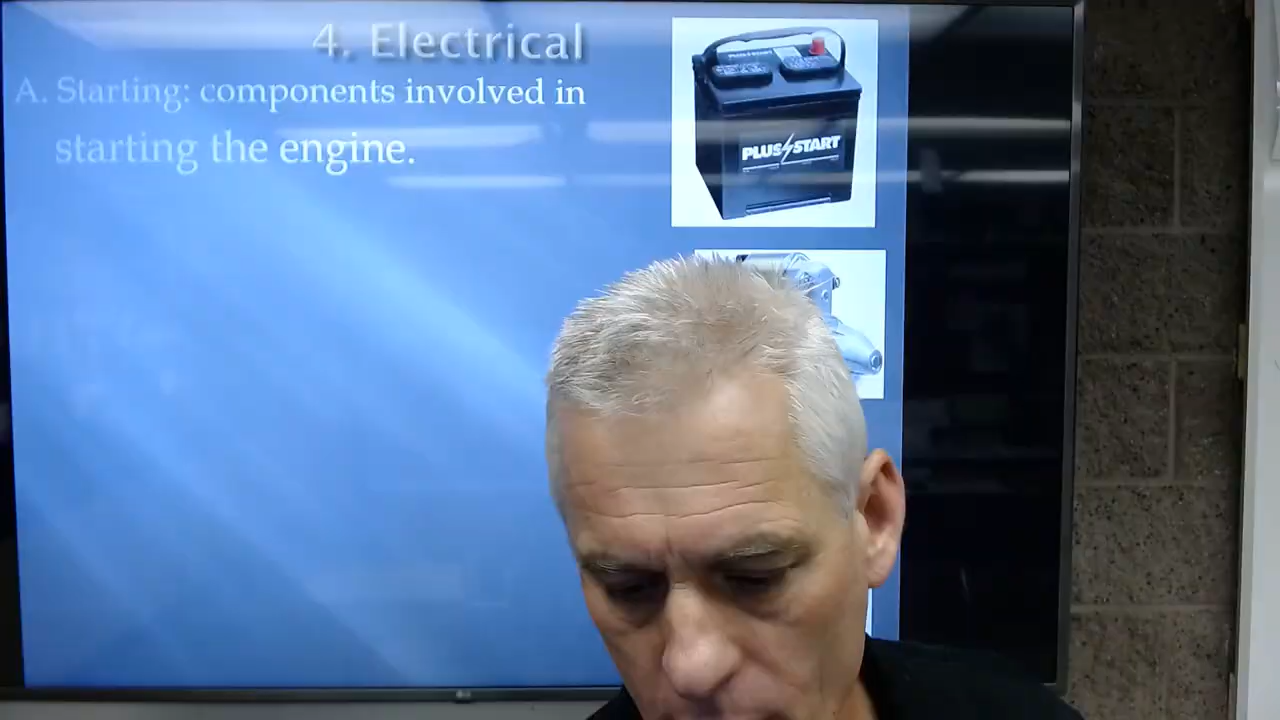 4. Electrical
A. Starting: components involved in
starting the engine.
PLUS START